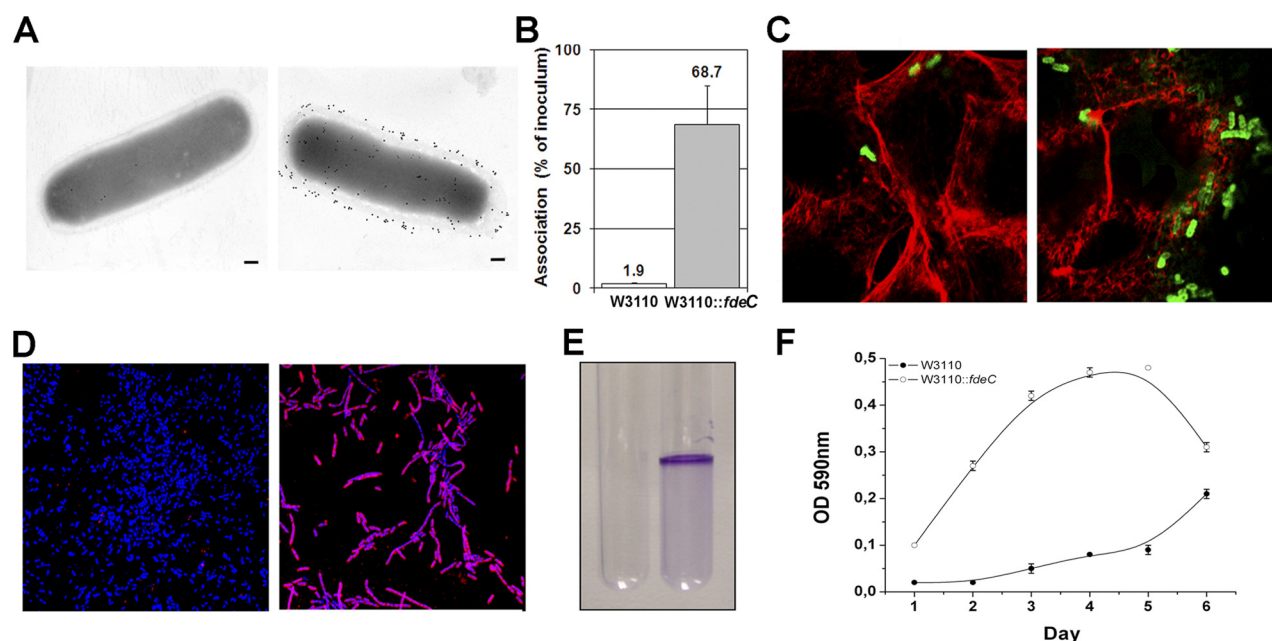 A
B
Association (% of inoculum)
100
75
50
25
0
1.9
68.7
W3110
W3110::fdeC
C
D
E
F
OD 590nm
0,5
0,4
0,3
0,2
0,1
0,0
W3110
W3110::fdeC
1 2 3 4 5 6
Day